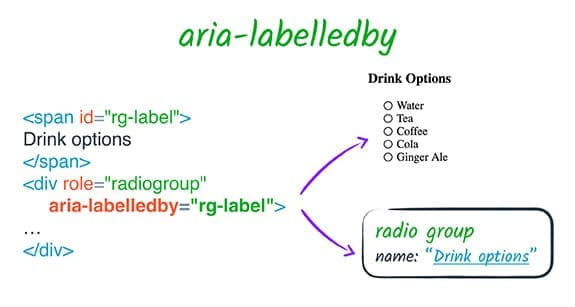 aria-labelledby
<span id="rg-label">
Drink options
</span>
<div role="radiogroup"
aria-labelledby="rg-label">
...
</div>
Drink Options
Water
Tea
Coffee
Cola
Ginger Ale
radio group
name: “Drink options”